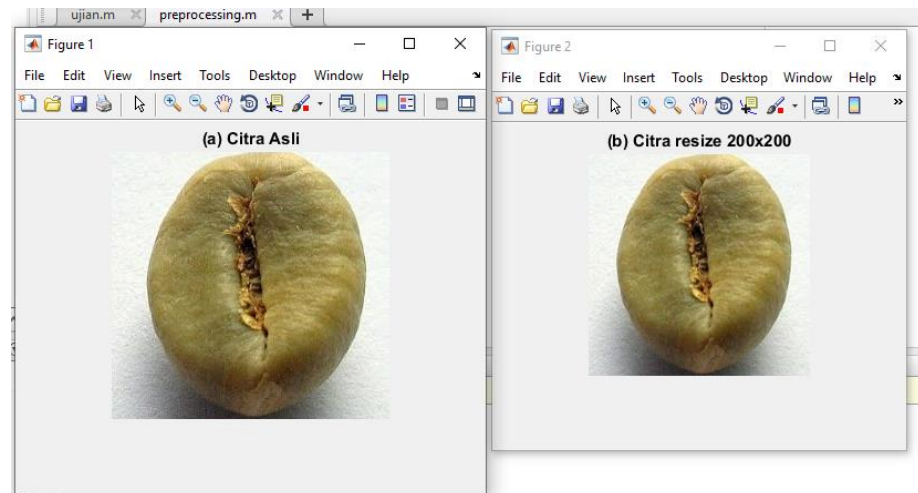 ujian.m
preprocessing.m
Figure 1
File Edit View Insert Tools Desktop Window Help
(a) Citra Asli
Figure 2
File Edit View Insert Tools Desktop Window Help
(b) Citra resize 200x200